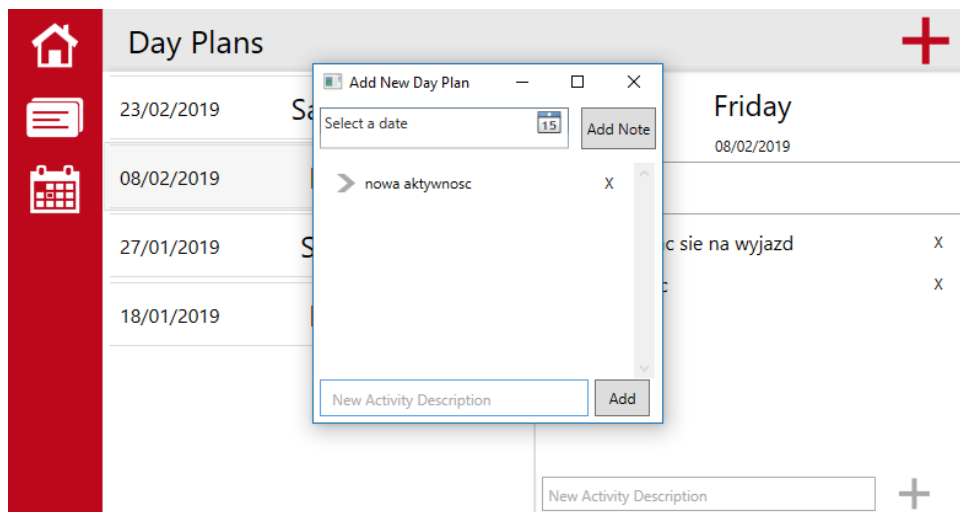 Day Plans
23/02/2019 Sa
08/02/2019
27/01/2019 S
18/01/2019
Add New Day Plan
Select a date 15 Add Note
nowa aktywnosc X
New Activity Description Add
Friday
08/02/2019
sie na wyjazd X
X
New Activity Description